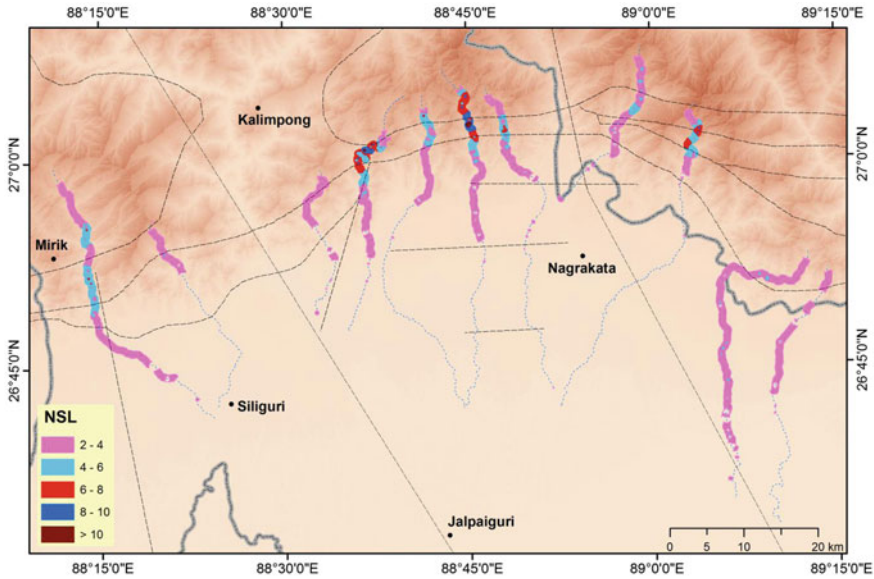 88°15'0"E 88°30'0"E 88°45'0"E 89°0'0"E 89°15'0"E
Kalimpong
27°0'0"N 27°0'0"N
Mirik
Nagrakata
26°45'0"N 26°45'0"N
Siliguri
NSL
2 - 4
4 - 6
6 - 8
8 - 10
> 10
Jalpaiguri
0 5 10 20 km
88°15'0"E 88°30'0"E 88°45'0"E 89°0'0"E 89°15'0"E